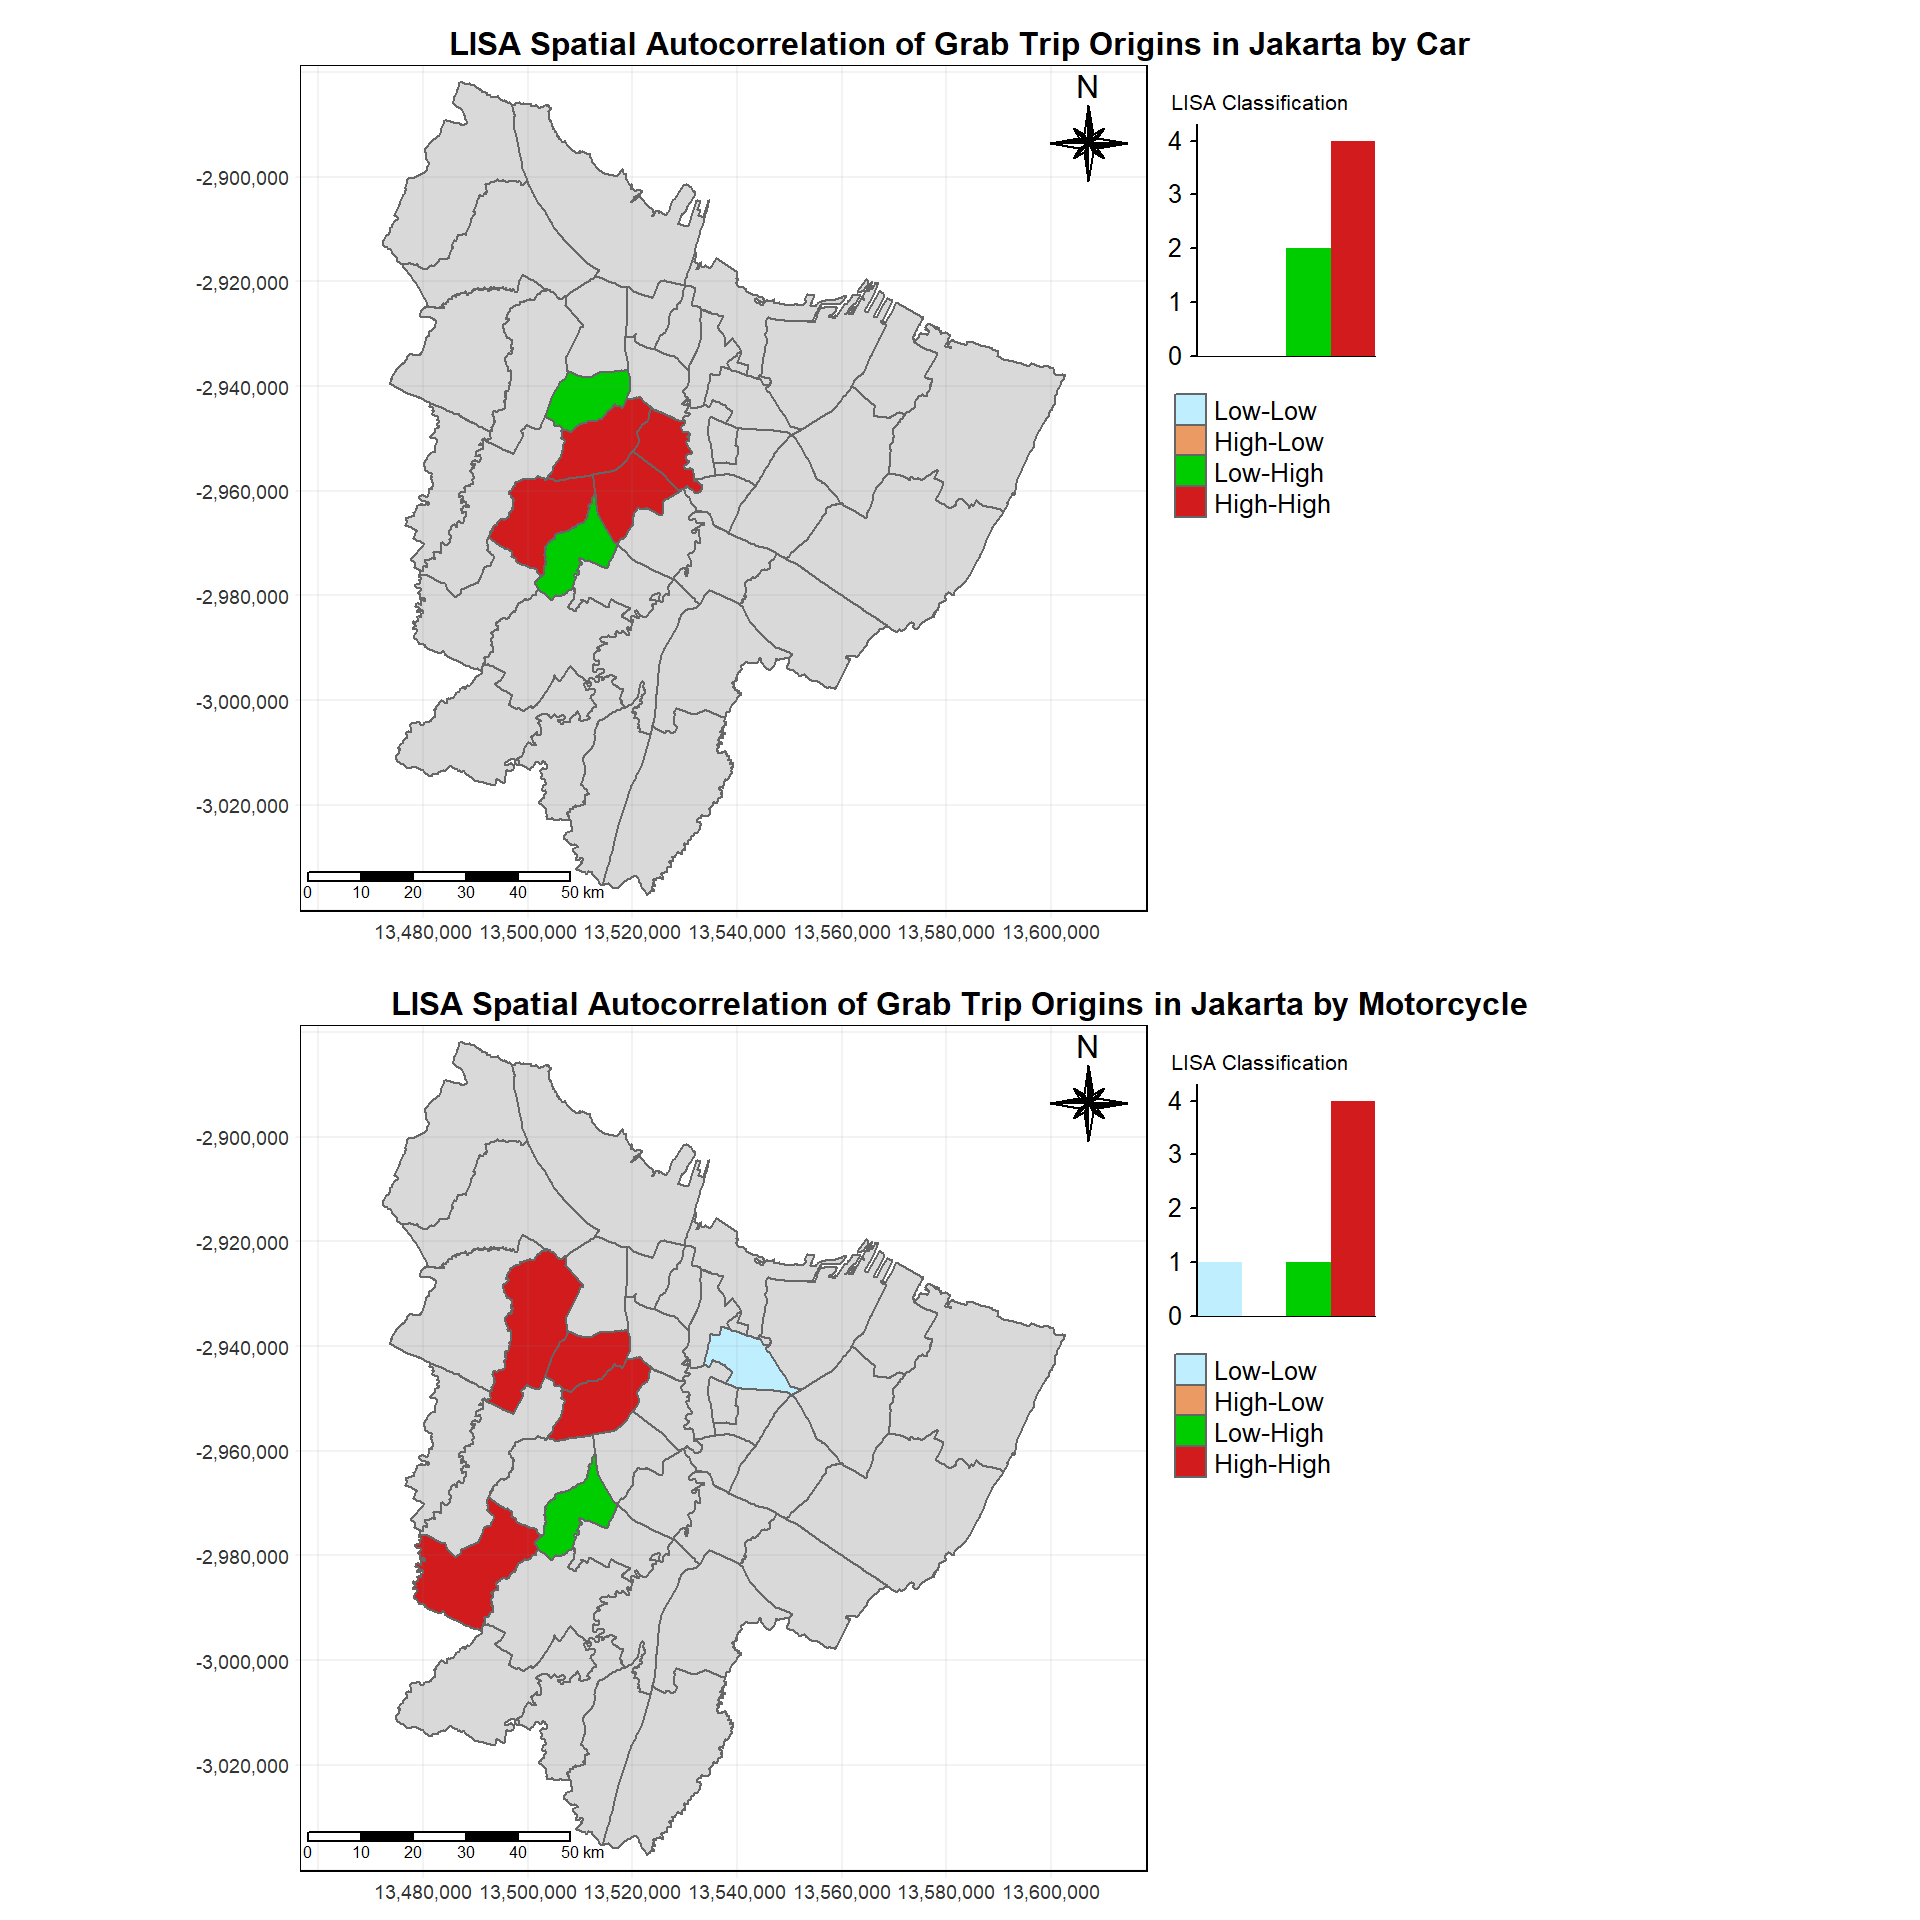 LISA Spatial Autocorrelation of Grab Trip Origins in Jakarta by Car
N
LISA Classification
4
3
2
1
0
Low-Low
High-Low
Low-High
High-High
-2,900,000
-2,920,000
-2,940,000
-2,960,000
-2,980,000
-3,000,000
-3,020,000
0 10 20 30 40 50 km
13,480,000 13,500,000 13,520,000 13,540,000 13,560,000 13,580,000 13,600,000
LISA Spatial Autocorrelation of Grab Trip Origins in Jakarta by Motorcycle
N
LISA Classification
4
3
2
1
0
Low-Low
High-Low
Low-High
High-High
-2,900,000
-2,920,000
-2,940,000
-2,960,000
-2,980,000
-3,000,000
-3,020,000
0 10 20 30 40 50 km
13,480,000 13,500,000 13,520,000 13,540,000 13,560,000 13,580,000 13,600,000